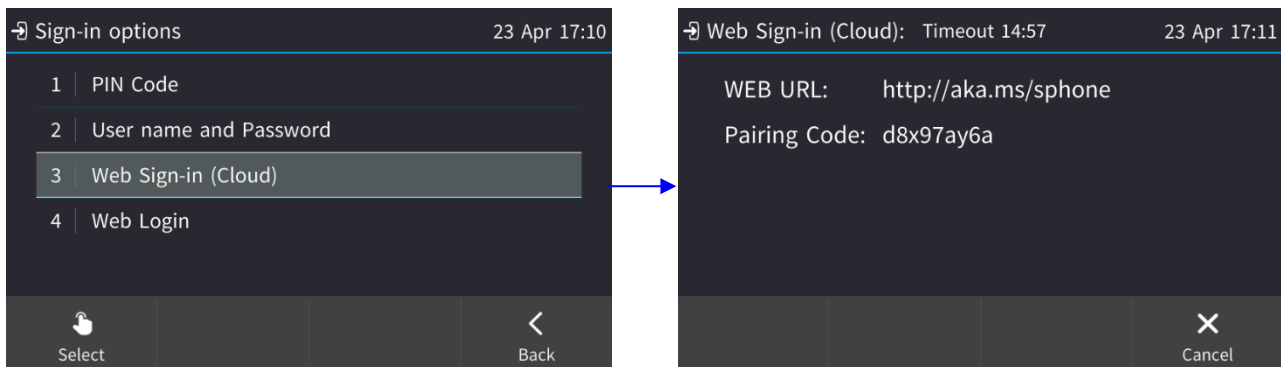 Sign-in options 23 Apr 17:10
1 PIN Code
2 User name and Password
3 Web Sign-in (Cloud)
4 Web Login
Select Back
Web Sign-in (Cloud): Timeout 14:57 23 Apr 17:11
WEB URL: http://aka.ms/sphone
Pairing Code: d8x97ay6a
Cancel